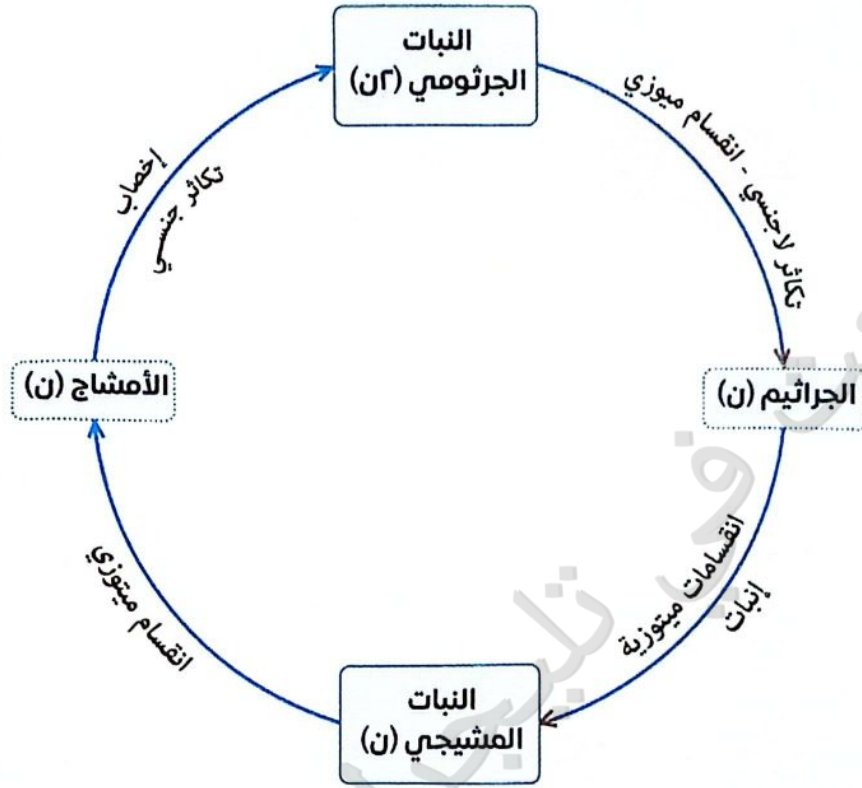 النبات
الجرثومي (٢ن)
تكاثر لاجنسي - انقسام ميوزي
الجراثيم (ن)
انقسامات ميتوزية
إنبات
النبات
المشيجي (ن)
انقسام ميتوزي
الأمشاج (ن)
إخصاب
تكاثر جنسي